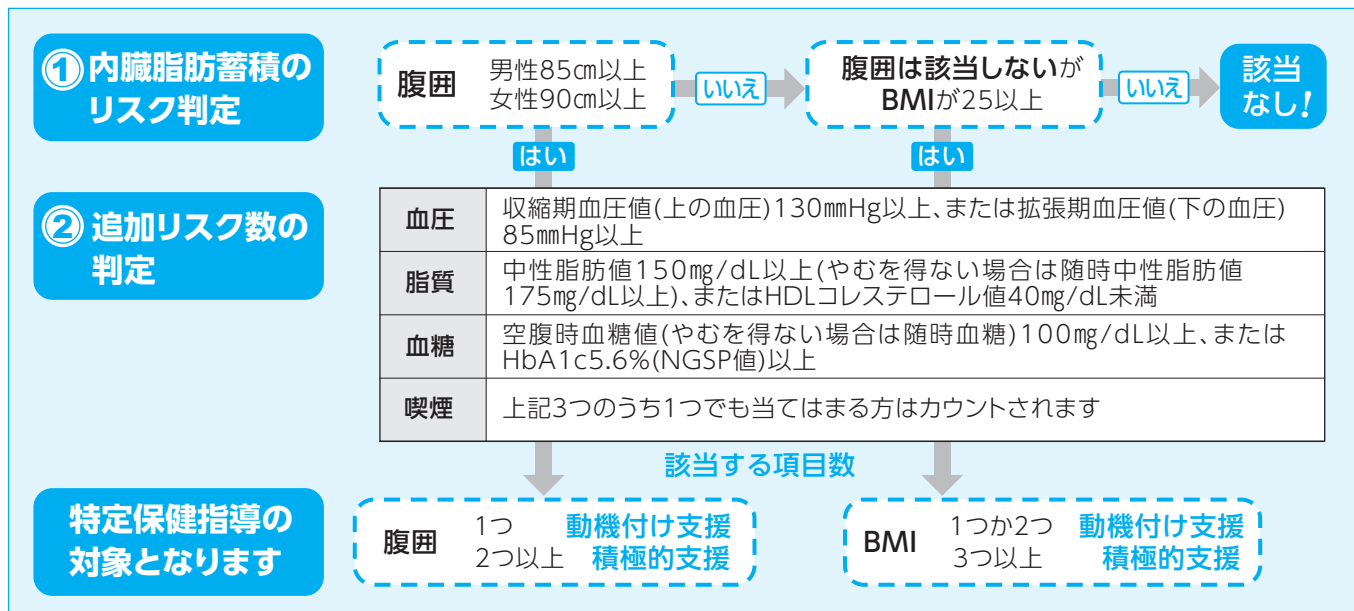 ①内臓脂肪蓄積の
リスク判定
腹囲 男性85㎝以上
女性90㎝以上
いいえ
腹囲は該当しないが
BMIが25以上
いいえ
該当
なし!
はい
はい
②追加リスク数の
判定
血圧 収縮期血圧値(上の血圧)130㎜Hg以上、または拡張期血圧値(下の血圧)
85㎜Hg以上
脂質 中性脂肪値150㎎/dL以上(やむを得ない場合は随時中性脂肪値
175㎎/dL以上)、またはHDLコレステロール値40㎎/dL未満
血糖 空腹時血糖値(やむを得ない場合は随時血糖)100㎎/dL以上、または
HbA1c5.6%(NGSP値)以上
喫煙 上記3つのうち1つでも当てはまる方はカウントされます
該当する項目数
特定保健指導の
対象となります
腹囲 1つ 動機付け支援
2つ以上 積極的支援
BMI 1つか2つ 動機付け支援
3つ以上 積極的支援